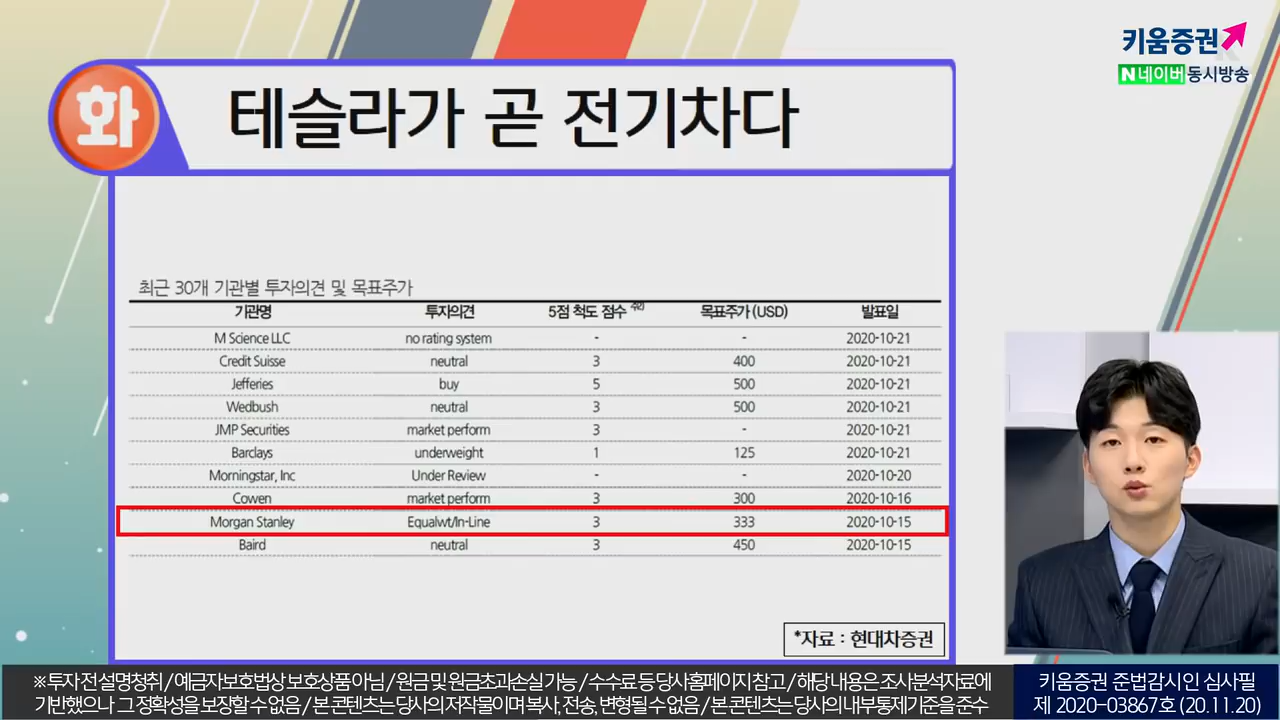 키움증권
N 네이버 동시방송
화
테슬라가 곧 전기차다
최근 30개 기관별 투자의견 및 목표주가
기관명 투자의견 5점 척도 점수 주2) 목표주가 (USD) 발표일
M Science LLC no rating system - - 2020-10-21
Credit Suisse neutral 3 400 2020-10-21
Jefferies buy 5 500 2020-10-21
Wedbush neutral 3 500 2020-10-21
JMP Securities market perform 3 - 2020-10-21
Barclays underweight 1 125 2020-10-21
Morningstar, Inc Under Review - - 2020-10-20
Cowen market perform 3 300 2020-10-16
Morgan Stanley Equalwt/In-Line 3 333 2020-10-15
Baird neutral 3 450 2020-10-15
*자료 : 현대차증권
※ 투자 전 설명청취 / 예금자보호법상 보호상품 아님 / 원금 및 원금초과손실 가능 / 수수료 등 당사홈페이지 참고 / 해당 내용은 조사분석자료에
기반했으나 그 정확성을 보장할 수 없음 / 본 콘텐츠는 당사의 저작물이며 복사, 전송, 변형될 수 없음 / 본 콘텐츠는 당사의 내부통제기준을 준수
키움증권 준법감시인 심사필
제 2020-03867호 (20.11.20)